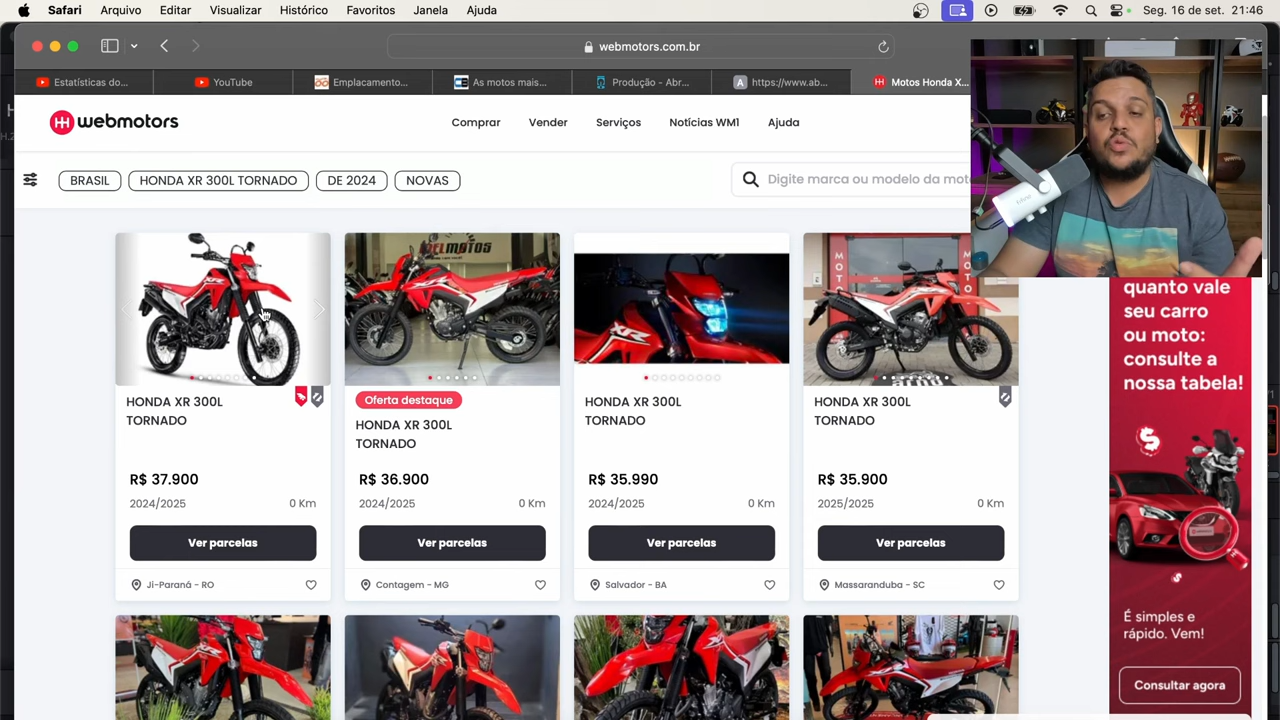 Safari Arquivo Editar Visualizar Histórico Favoritos Janela Ajuda Seg. 16 de set. 21:46
webmotors.com.br
Estatísticas do... YouTube Emplacamento... As motos mais... Produção - Abr... https://www.ab... Motos Honda X...
webmotors Comprar Vender Serviços Notícias WM1 Ajuda
BRASIL HONDA XR 300L TORNADO DE 2024 NOVAS Digite marca ou modelo da mot
HONDA XR 300L
TORNADO
R$ 37.900
2024/2025 0 Km
Ver parcelas
Ji-Paraná - RO
Oferta destaque
HONDA XR 300L
TORNADO
R$ 36.900
2024/2025 0 Km
Ver parcelas
Contagem - MG
HONDA XR 300L
TORNADO
R$ 35.990
2024/2025 0 Km
Ver parcelas
Salvador - BA
HONDA XR 300L
TORNADO
R$ 35.900
2025/2025 0 Km
Ver parcelas
Massaranduba - SC
quanto vale
seu carro
ou moto:
consulte a
nossa tabela!
É simples e
rápido. Vem!
Consultar agora